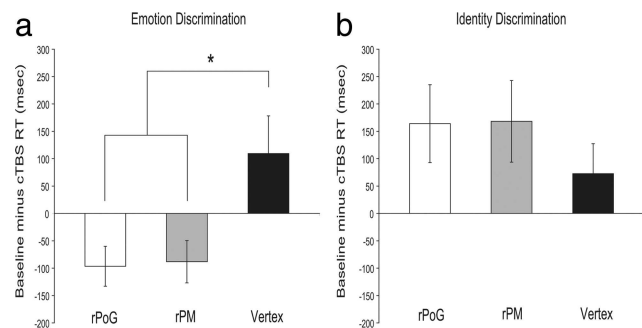 a
Emotion Discrimination
Baseline minus cTBS RT (msec)
300
250
200
150
100
50
0
-50
-100
-150
-200
*
rPoG rPM Vertex
b
Identity Discrimination
Baseline minus cTBS RT (msec)
300
250
200
150
100
50
0
-50
-100
-150
-200
rPoG rPM Vertex